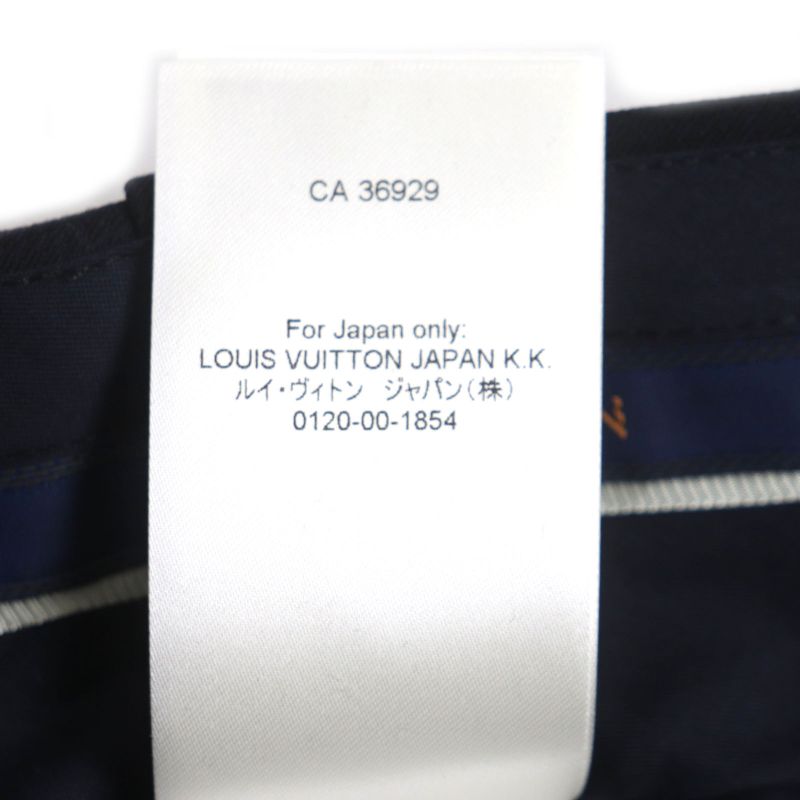 CA 36929
For Japan only:
LOUIS VUITTON JAPAN K.K.
ルイ・ヴィトン ジャパン(株)
0120-00-1854